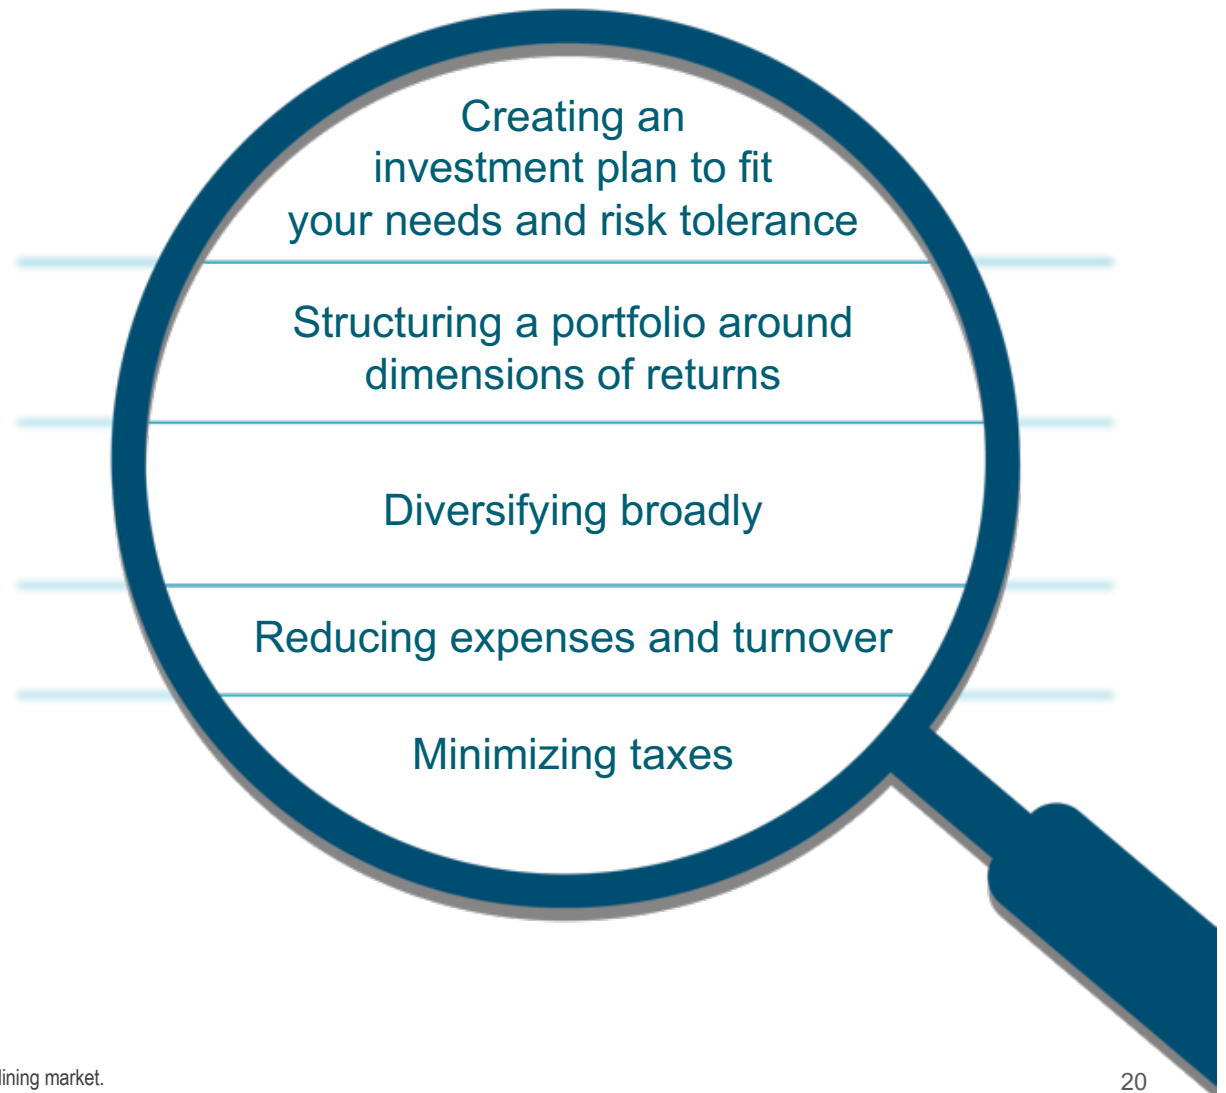 Creating an
investment plan to fit
your needs and risk tolerance
Structuring a portfolio around
dimensions of returns
Diversifying broadly
Reducing expenses and turnover
Minimizing taxes
market.
20